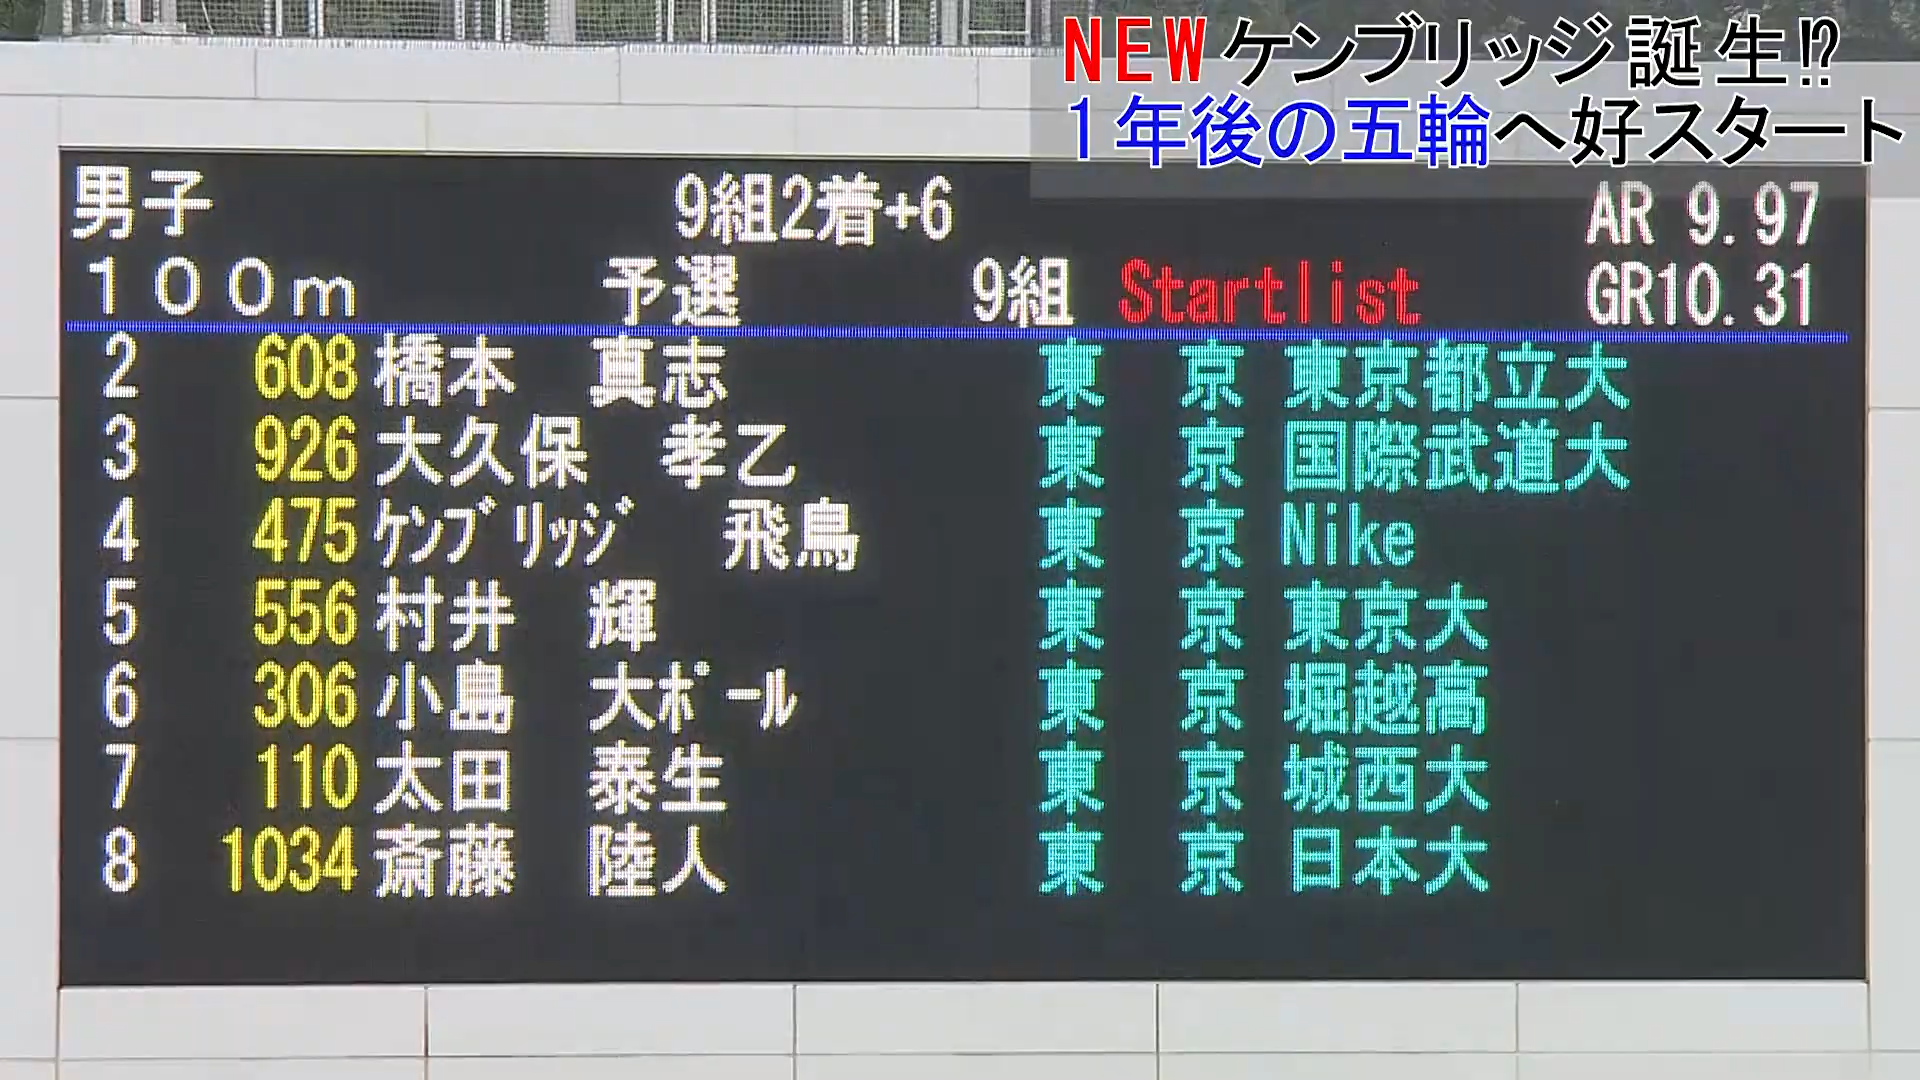 NEWケンブリッジ誕生!?
1年後の五輪へ好スタート
男子 9組2着+6 AR 9.97
100m 予選 9組 Startlist GR10.31
2 608 橋本 真志 東京 東京都立大
3 926 大久保 孝乙 東京 国際武道大
4 475 ｹﾝﾌﾞﾘｯｼﾞ 飛鳥 東京 Nike
5 556 村井 輝 東京 東京大
6 306 小島 大ﾎﾟｰﾙ 東京 堀越高
7 110 太田 泰生 東京 城西大
8 1034 斎藤 陸人 東京 日本大